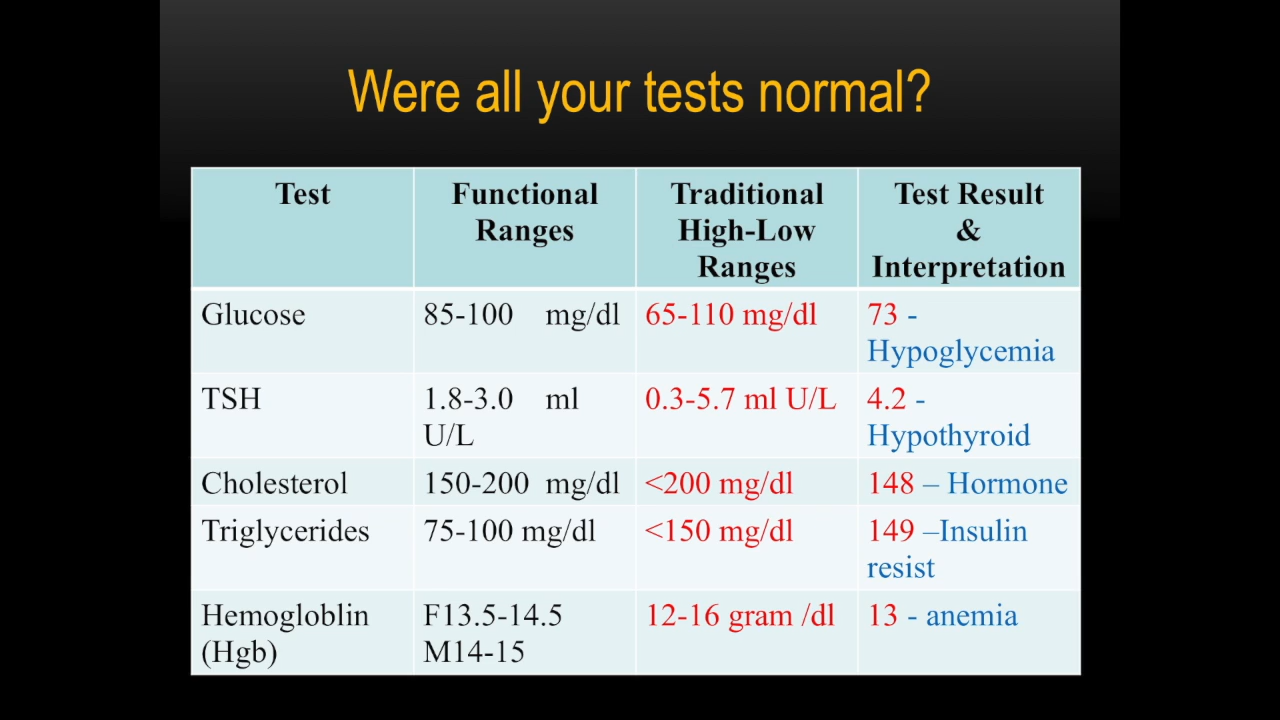 Were all your tests normal?
Test
Functional
Ranges
Traditional
High-Low
Ranges
Test Result
&
Interpretation
Glucose
85-100 mg/dl
65-110 mg/dl
73 -
Hypoglycemia
TSH
1.8-3.0 ml
U/L
0.3-5.7 ml U/L
4.2 -
Hypothyroid
Cholesterol
150-200 mg/dl
<200 mg/dl
148 – Hormone
Triglycerides
75-100 mg/dl
<150 mg/dl
149 –Insulin
resist
Hemogloblin
(Hgb)
F13.5-14.5
M14-15
12-16 gram /dl
13 - anemia